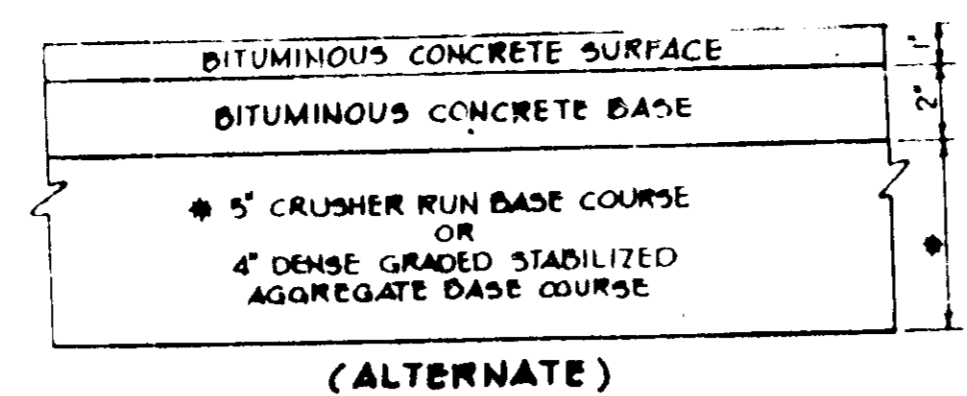 BITUMINOUS CONCRETE SURFACE
1"
BITUMINOUS CONCRETE BASE
2"
* 5" CRUSHER RUN BASE COURSE
OR
4" DENSE GRADED STABILIZED
AGGREGATE BASE COURSE
*
(ALTERNATE)